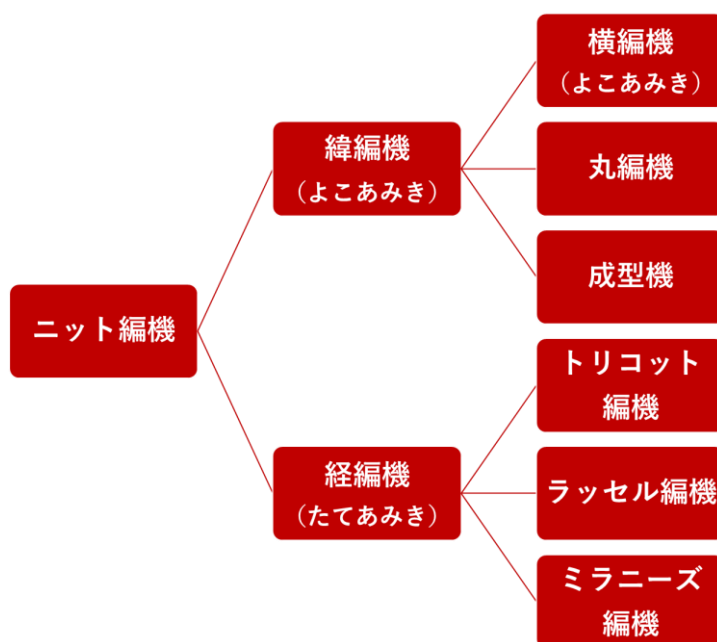 ニット編機
緯編機
（よこあみき）
経編機
（たてあみき）
横編機
（よこあみき）
丸編機
成型機
トリコット
編機
ラッセル編機
ミラニーズ
編機